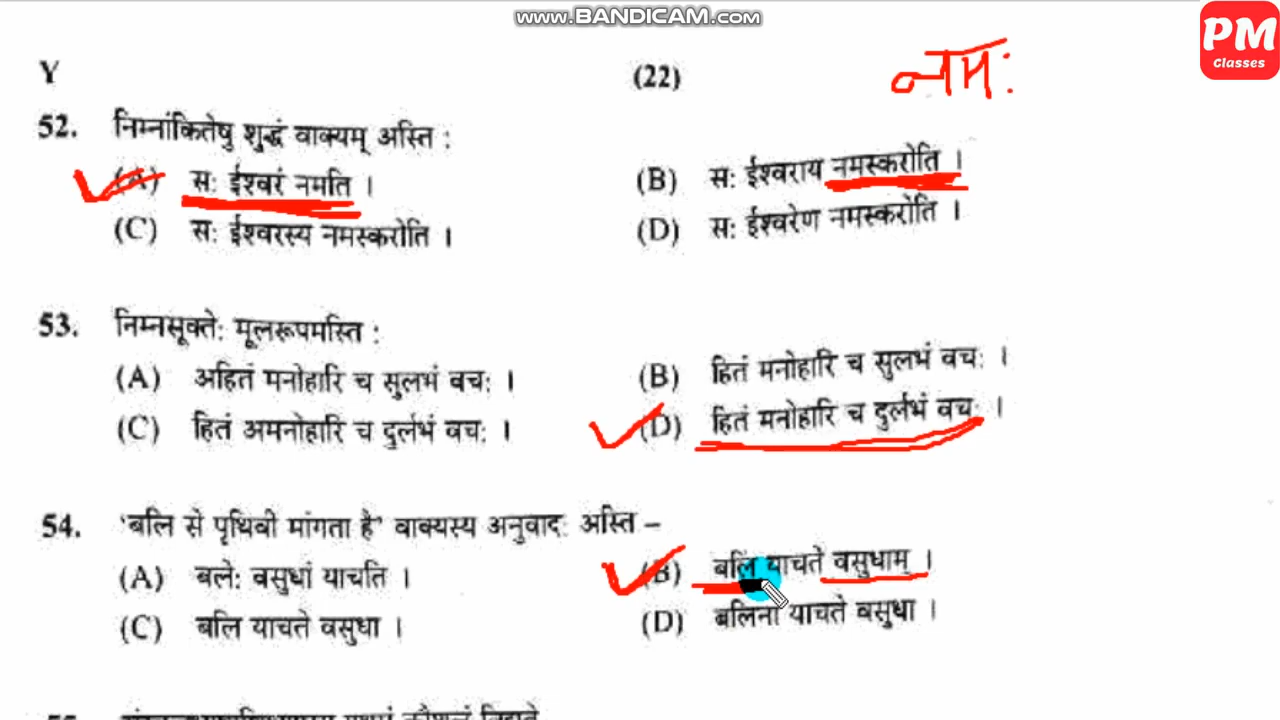 www.BANDICAM.com
PM
Classes
Y (22) नमः
52. निम्नांकितेषु शुद्धं वाक्यम् अस्ति :
(A) सः ईश्वरं नमति । (B) सः ईश्वराय नमस्करोति ।
(C) सः ईश्वरस्य नमस्करोति । (D) सः ईश्वरेण नमस्करोति ।
53. निम्नसूक्तेः मूलरूपमस्ति :
(A) अहितं मनोहारि च सुलभं वचः । (B) हितं मनोहारि च सुलभं वचः ।
(C) हितं अमनोहारि च दुर्लभं वचः । (D) हितं मनोहारि च दुर्लभं वचः ।
54. 'बलि से पृथिवी मांगता है' वाक्यस्य अनुवादः अस्ति –
(A) बलेः वसुधां याचति । (B) बलिं याचते वसुधाम् ।
(C) बलि याचते वसुधा । (D) बलिना याचते वसुधा ।